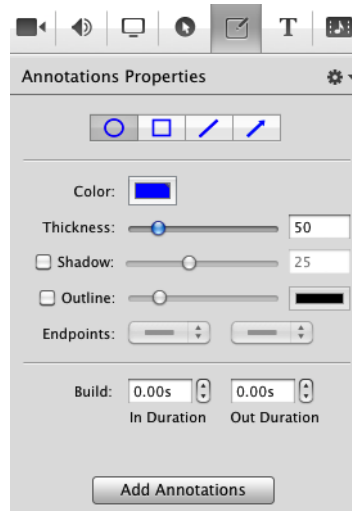 T
Annotations Properties
Color:
Thickness: 50
Shadow: 25
Outline:
Endpoints:
Build: 0.00s 0.00s
In Duration Out Duration
Add Annotations